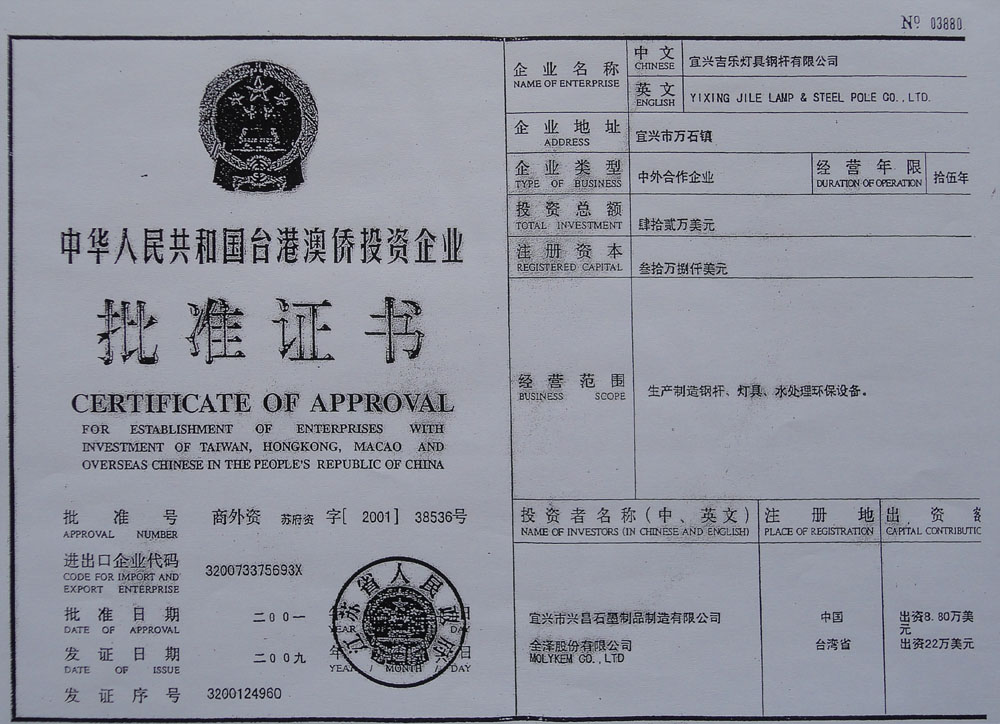 № 03880
中华人民共和国台港澳侨投资企业
批准证书
CERTIFICATE OF APPROVAL
FOR ESTABLISHMENT OF ENTERPRISES WITH
INVESTMENT OF TAIWAN, HONGKONG, MACAO AND
OVERSEAS CHINESE IN THE PEOPLE'S REPUBLIC OF CHINA
批准号 商外资 苏府资 字[ 2001] 38536号
APPROVAL NUMBER
进出口企业代码 320073375693X
CODE FOR IMPORT AND
EXPORT ENTERPRISE
批准日期 二00一
DATE OF APPROVAL
发证日期 二00九 年 日
DATE OF ISSUE YEAR / MONTH / DAY
发证序号 3200124960
江苏省人民政府
企业名称 中文 宜兴吉乐灯具钢杆有限公司
NAME OF ENTERPRISE CHINESE
英文 YIXING JILE LAMP & STEEL POLE CO.,LTD.
ENGLISH
企业地址 宜兴市万石镇
ADDRESS
企业类型 中外合作企业 经营年限 拾伍年
TYPE OF BUSINESS DURATION OF OPERATION
投资总额 肆拾贰万美元
TOTAL INVESTMENT
注册资本 叁拾万捌仟美元
REGISTERED CAPITAL
经营范围 生产制造钢杆、灯具、水处理环保设备。
BUSINESS SCOPE
投资者名称(中、英文) 注册地 出资
NAME OF INVESTORS (IN CHINESE AND ENGLISH) PLACE OF REGISTRATION CAPITAL CONTRIBUTIO
宜兴市兴昌石墨制品制造有限公司 中国 出资8.80万美
元
全泽股份有限公司 台湾省 出资22万美元
MOLYKEM CO.,LTD